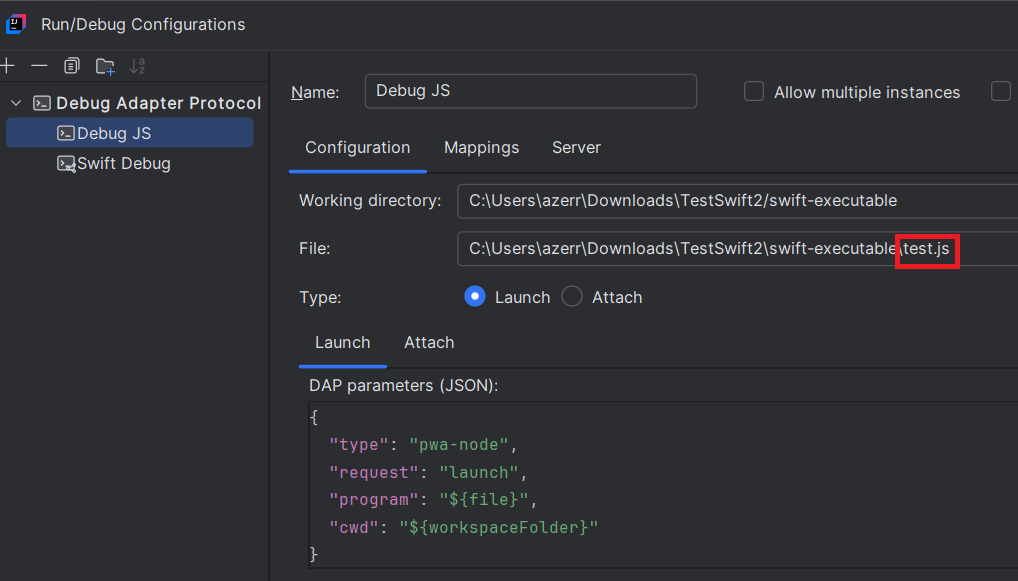 Run/Debug Configurations
Debug Adapter Protocol
Debug JS
Swift Debug
Name: Debug JS Allow multiple instances
Configuration Mappings Server
Working directory: C:\Users\azerr\Downloads\TestSwift2/swift-executable
File: C:\Users\azerr\Downloads\TestSwift2\swift-executable\test.js
Type: Launch Attach
Launch Attach
DAP parameters (JSON):
{
"type": "pwa-node",
"request": "launch",
"program": "${file}",
"cwd": "${workspaceFolder}"
}